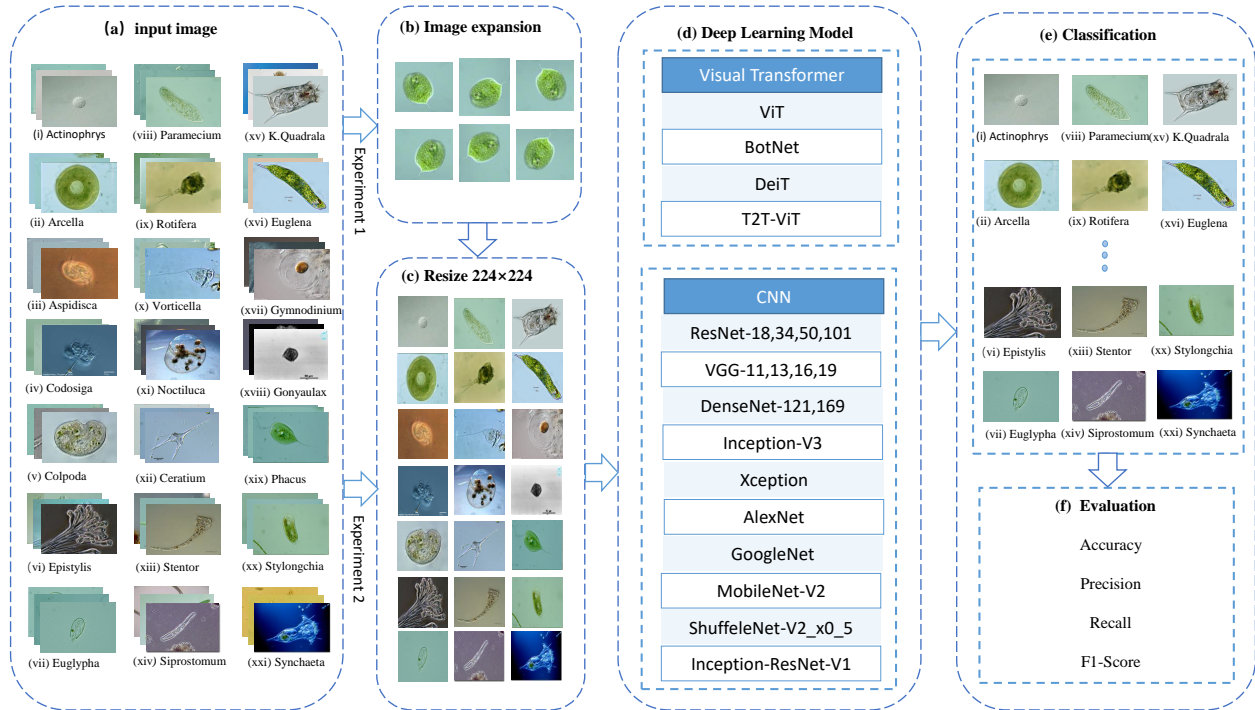 (a) input image
(i) Actinophrys
(viii) Paramecium
(xv) K.Quadrala
(ii) Arcella
(ix) Rotifera
(xvi) Euglena
(iii) Aspidisca
(x) Vorticella
(xvii) Gymnodinium
(iv) Codosiga
(xi) Noctiluca
(xviii) Gonyaulax
(v) Colpoda
(xii) Ceratium
(xix) Phacus
(vi) Epistylis
(xiii) Stentor
(xx) Stylongchia
(vii) Euglypha
(xiv) Siprostomum
(xxi) Synchaeta
Experiment 1
Experiment 2
(b) Image expansion
(c) Resize 224×224
(d) Deep Learning Model
Visual Transformer
ViT
BotNet
DeiT
T2T-ViT
CNN
ResNet-18,34,50,101
VGG-11,13,16,19
DenseNet-121,169
Inception-V3
Xception
AlexNet
GoogleNet
MobileNet-V2
ShuffeleNet-V2_x0_5
Inception-ResNet-V1
(e) Classification
(i) Actinophrys
(viii) Paramecium
(xv) K.Quadrala
(ii) Arcella
(ix) Rotifera
(xvi) Euglena
(vi) Epistylis
(xiii) Stentor
(xx) Stylongchia
(vii) Euglypha
(xiv) Siprostomum
(xxi) Synchaeta
(f) Evaluation
Accuracy
Precision
Recall
F1-Score